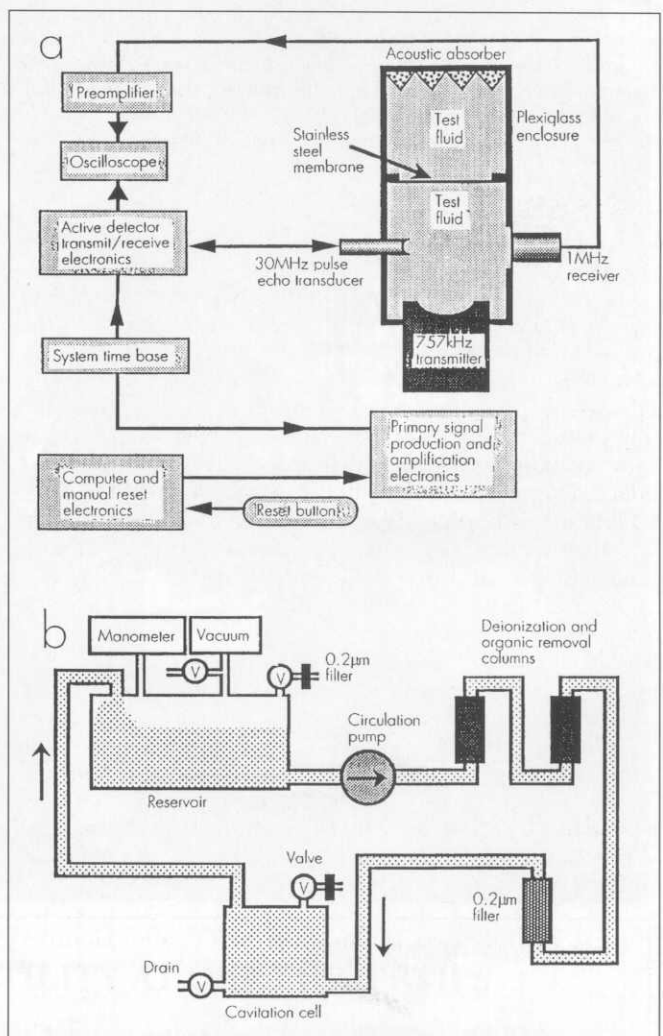 a
Preamplifier
Oscilloscope
Active detector
transmit/receive
electronics
System time base
Computer and
manual reset
electronics
Reset button
Primary signal
production and
amplification
electronics
Acoustic absorber
Test
fluid
Plexiglass
enclosure
Stainless
steel
membrane
Test
fluid
30MHz pulse
echo transducer
1MHz
receiver
757kHz
transmitter
b
Manometer
Vacuum
V
V
0.2µm
filter
Deionization and
organic removal
columns
Circulation
pump
Reservoir
Valve
V
0.2µm
filter
Drain
V
Cavitation cell